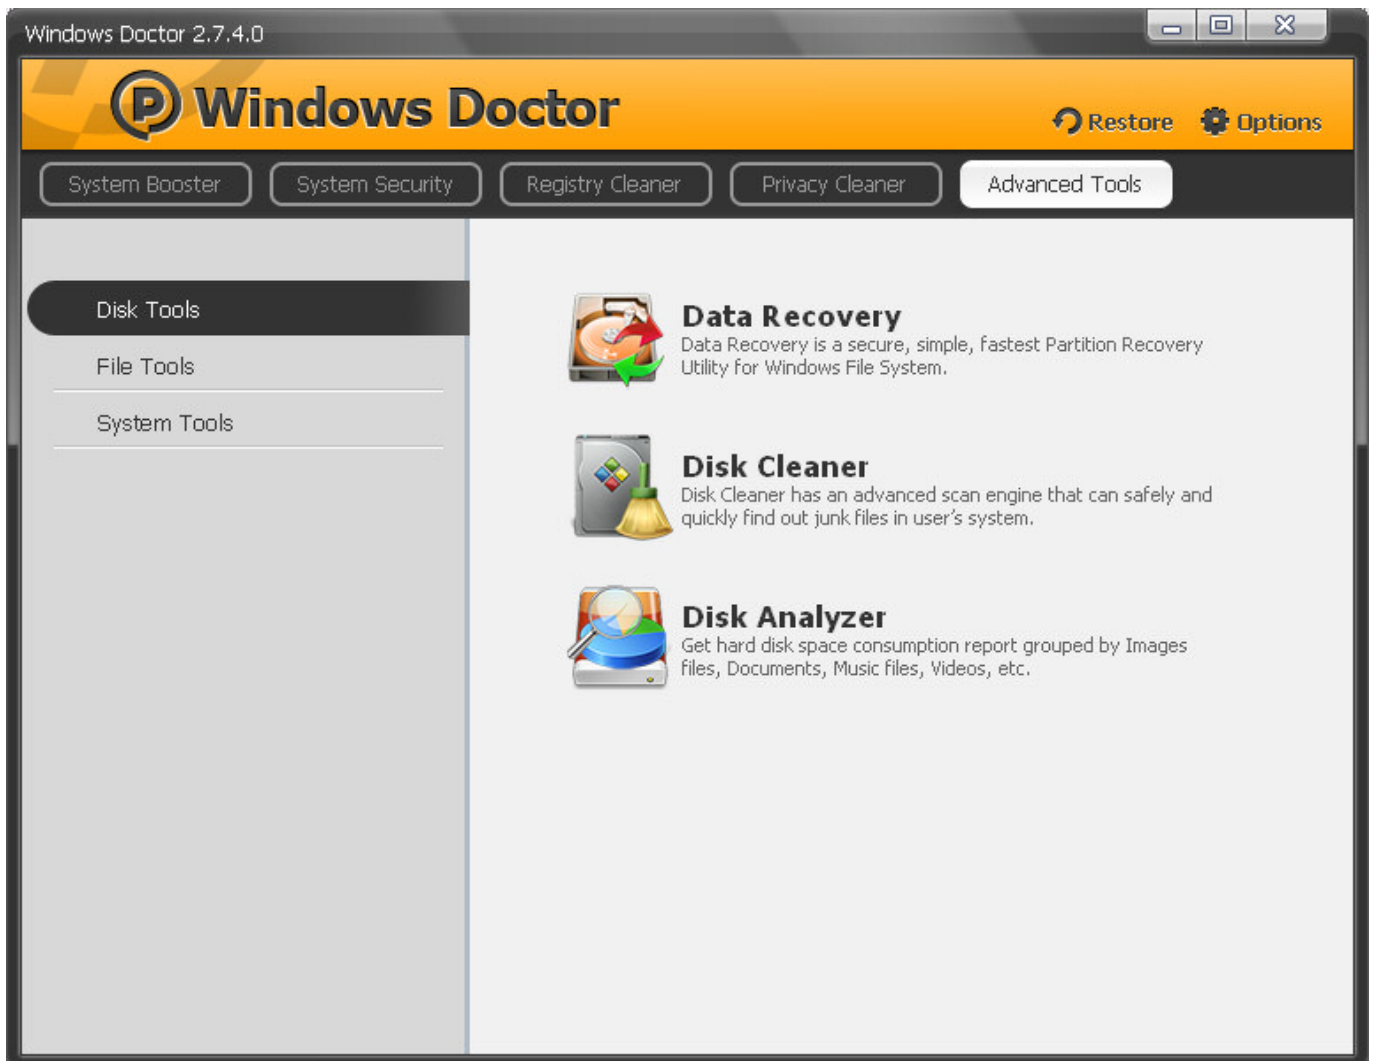 Windows Doctor 2.7.4.0
Windows Doctor
Restore
Options
System Booster
System Security
Registry Cleaner
Privacy Cleaner
Advanced Tools
Disk Tools
File Tools
System Tools
Data Recovery
Data Recovery is a secure, simple, fastest Partition Recovery
Utility for Windows File System.
Disk Cleaner
Disk Cleaner has an advanced scan engine that can safely and
quickly find out junk files in user's system.
Disk Analyzer
Get hard disk space consumption report grouped by Images
files, Documents, Music files, Videos, etc.